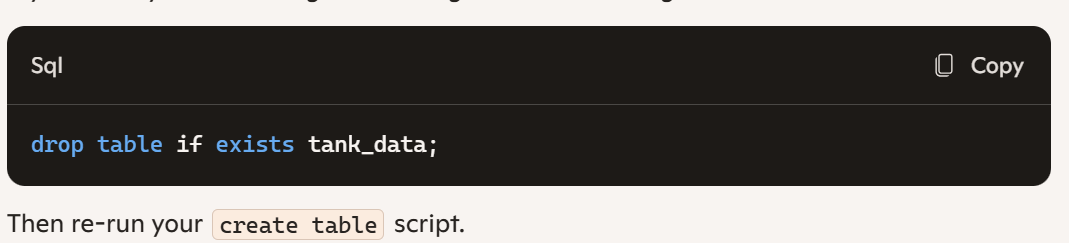 Sql
Copy
drop table if exists tank_data;
Then re-run your create table script.